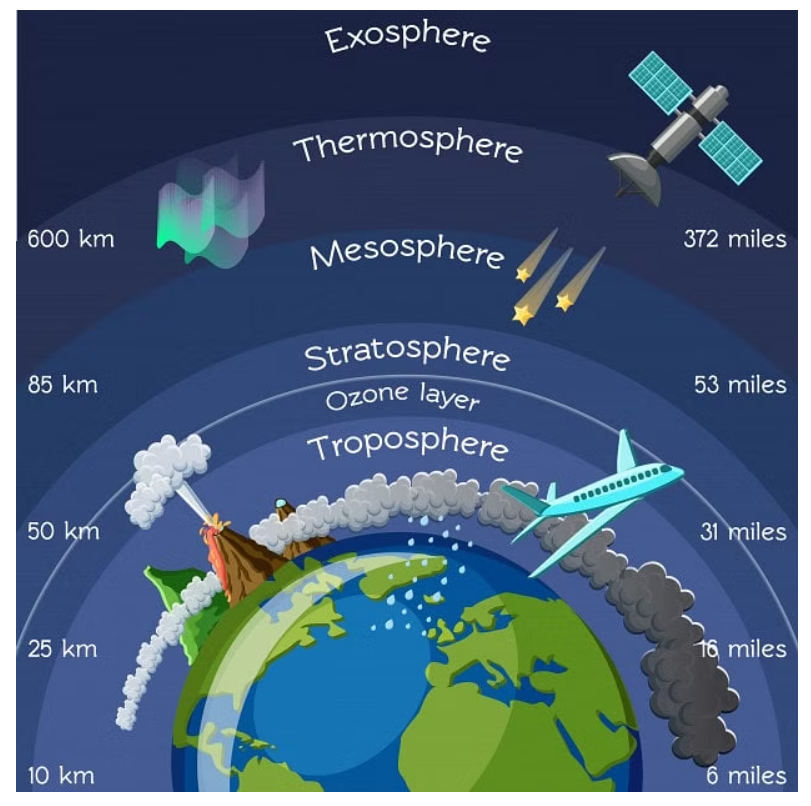 Exosphere
Thermosphere
600 km
372 miles
Mesosphere
Stratosphere
85 km
53 miles
Ozone layer
Troposphere
50 km
31 miles
25 km
16 miles
10 km
6 miles